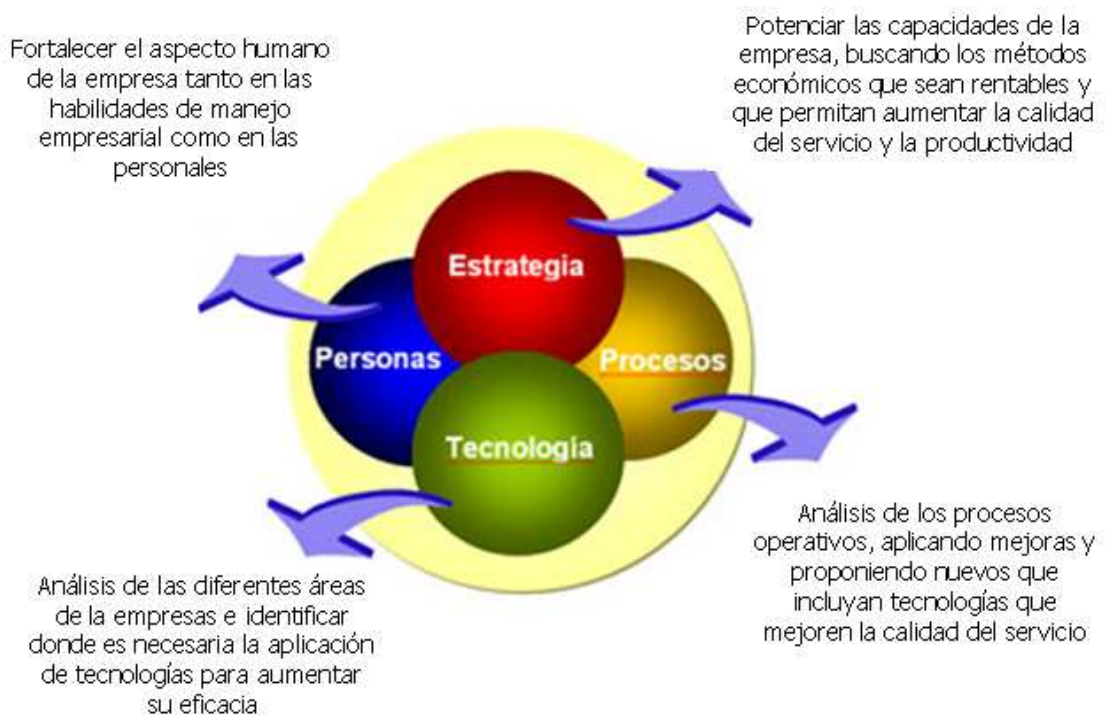 Fortalecer el aspecto humano
de la empresa tanto en las
habilidades de manejo
empresarial como en las
personales
Potenciar las capacidades de la
empresa, buscando los métodos
económicos que sean rentables y
que permitan aumentar la calidad
del servicio y la productividad
Estrategia
Personas
Procesos
Tecnología
Análisis de las diferentes áreas
de la empresas e identificar
donde es necesaria la aplicación
de tecnologías para aumentar
su eficacia
Análisis de los procesos
operativos, aplicando mejoras y
proponiendo nuevos que
incluyan tecnologías que
mejoren la calidad del servicio